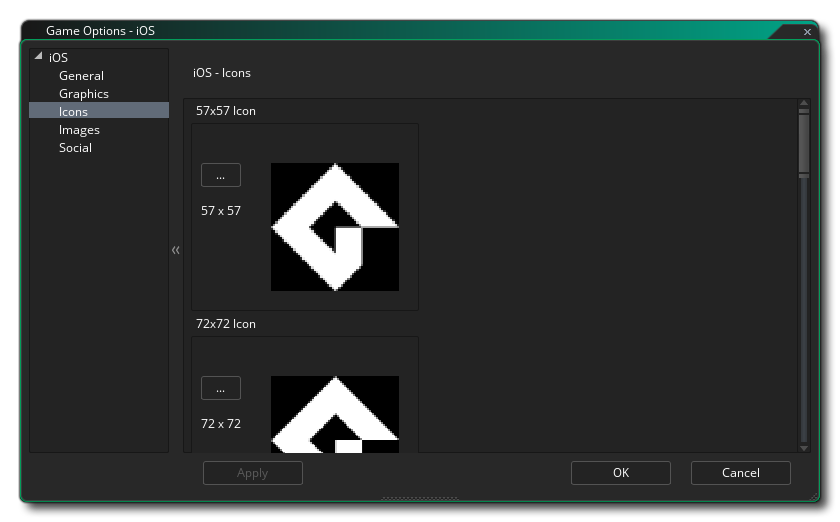 Game Options - iOS
iOS
General
Graphics
Icons
Images
Social
iOS - Icons
57x57 Icon
...
57 x 57
72x72 Icon
...
72 x 72
Apply
OK
Cancel